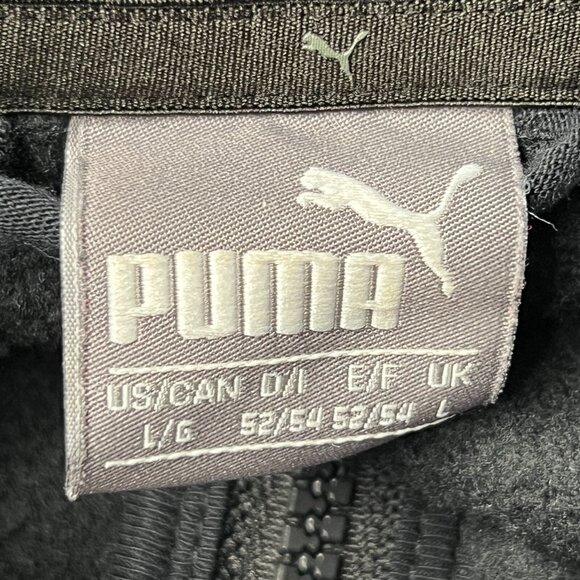 PUMA
US/CAN D/I E/F UK
L/G 52/54 52/54 L